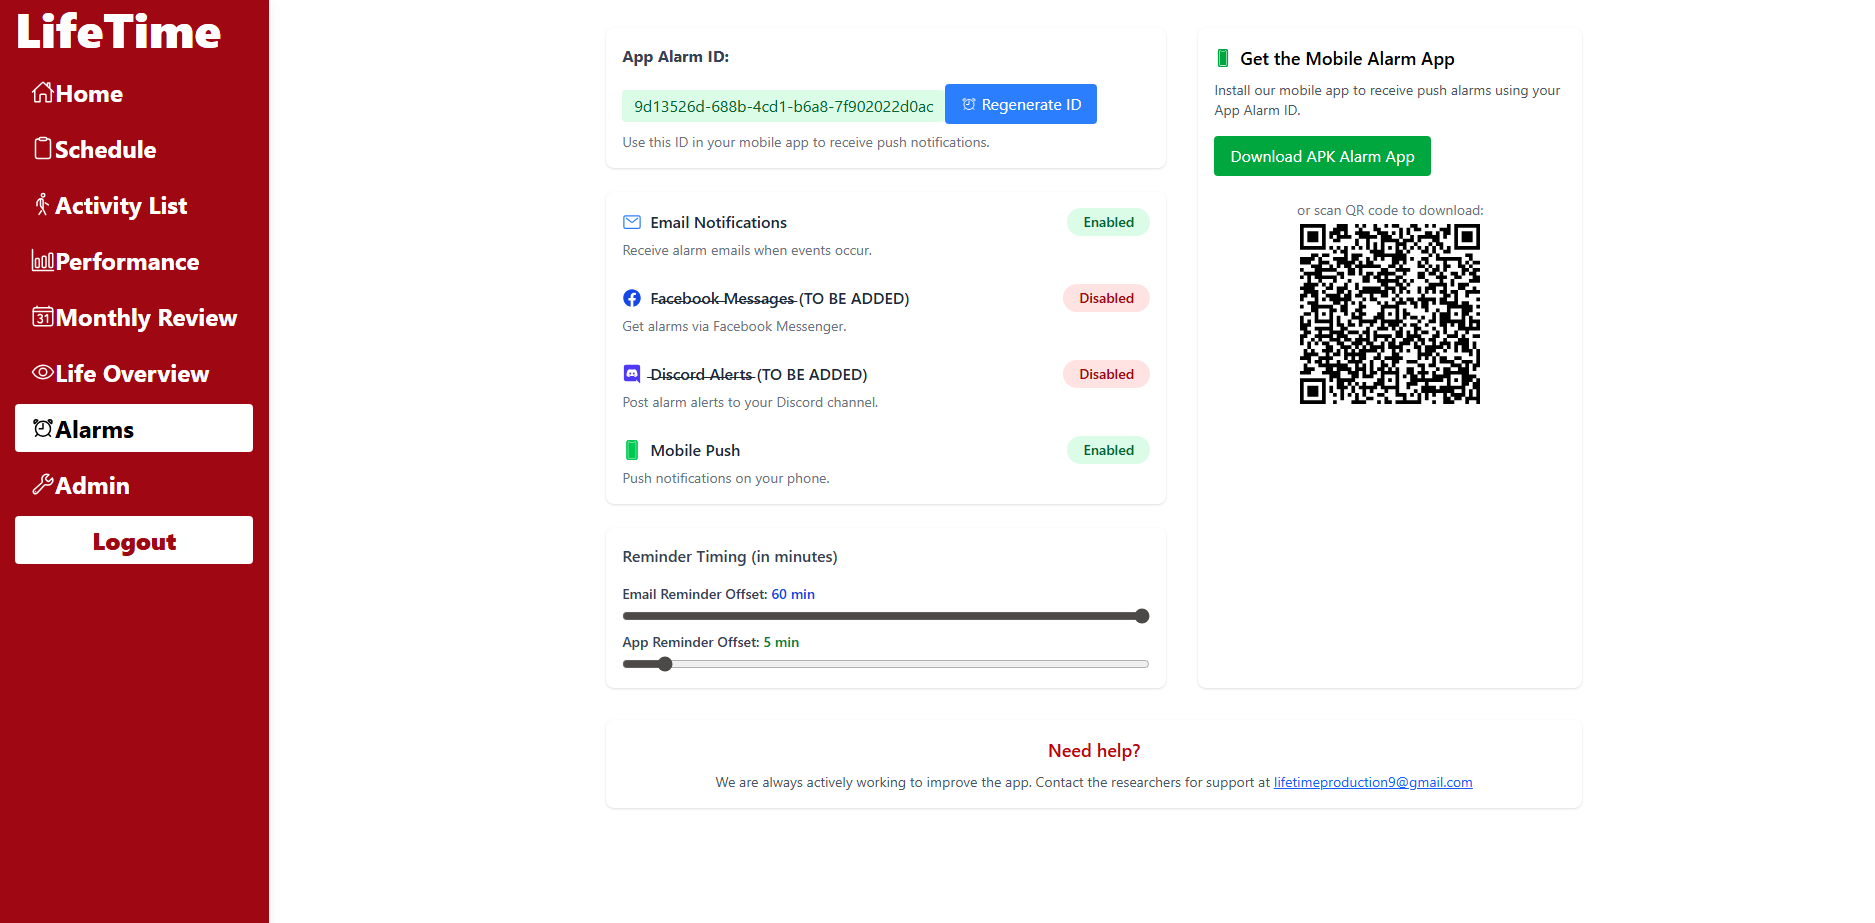 LifeTime
Home
Schedule
Activity List
Performance
31 Monthly Review
Life Overview
Alarms
Admin
Logout
App Alarm ID:
9d13526d-688b-4cd1-b6a8-7f902022d0ac
Regenerate ID
Use this ID in your mobile app to receive push notifications.
Email Notifications
Enabled
Receive alarm emails when events occur.
Facebook Messages (TO BE ADDED)
Disabled
Get alarms via Facebook Messenger.
Discord Alerts (TO BE ADDED)
Disabled
Post alarm alerts to your Discord channel.
Mobile Push
Enabled
Push notifications on your phone.
Reminder Timing (in minutes)
Email Reminder Offset: 60 min
App Reminder Offset: 5 min
Get the Mobile Alarm App
Install our mobile app to receive push alarms using your
App Alarm ID.
Download APK Alarm App
or scan QR code to download:
Need help?
We are always actively working to improve the app. Contact the researchers for support at lifetimeproduction9@gmail.com